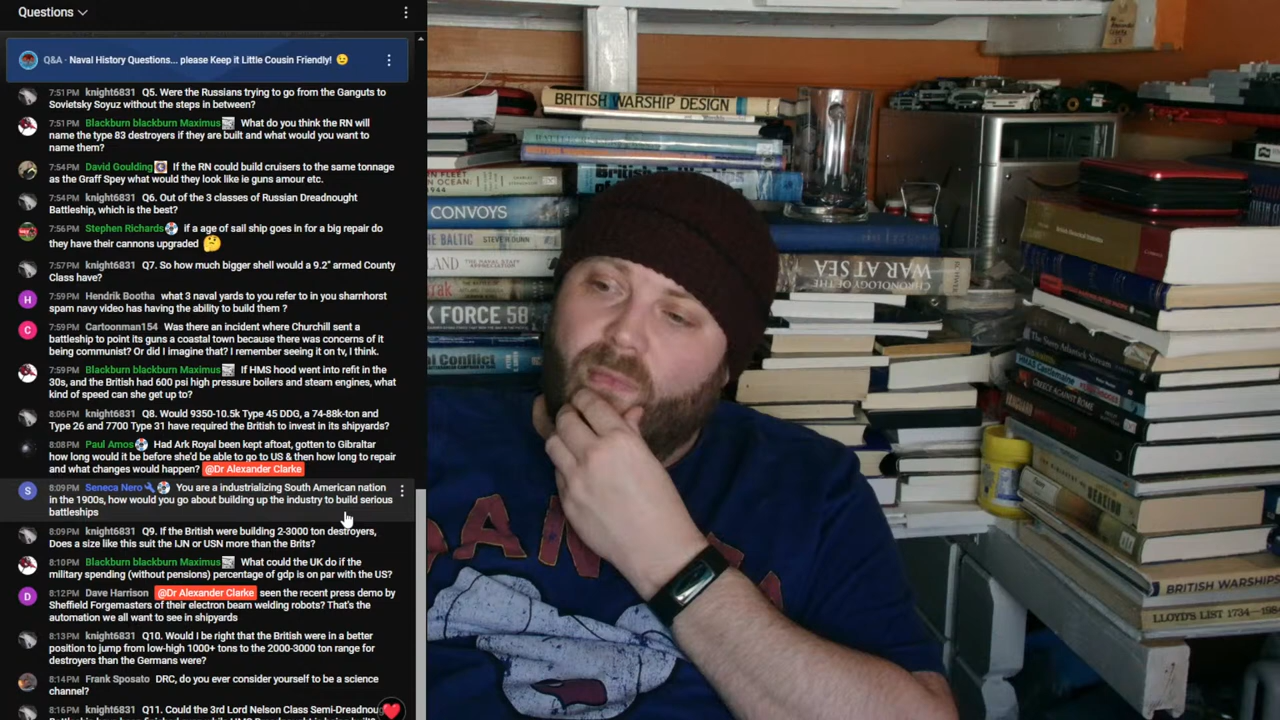 Questions
Q&A · Naval History Questions... please Keep it Little Cousin Friendly! 😉
7:51 PM knight6831 Q5. Were the Russians trying to go from the Ganguts to
Sovietsky Soyuz without the steps in between?
7:51 PM Blackburn blackburn Maximus What do you think the RN will
name the type 83 destroyers if they are built and what would you want to
name them?
7:54 PM David Goulding If the RN could build cruisers to the same tonnage
as the Graff Spey what would they look like ie guns amour etc.
7:54 PM knight6831 Q6. Out of the 3 classes of Russian Dreadnought
Battleship, which is the best?
7:56 PM Stephen Richards If a age of sail ship goes in for a big repair do
they have their cannons upgraded 🤔
7:57 PM knight6831 Q7. So how much bigger shell would a 9.2" armed County
Class have?
7:59 PM Hendrik Bootha what 3 naval yards to you refer to in you sharnhorst
spam navy video has having the ability to build them ?
7:59 PM Cartoonman154 Was there an incident where Churchill sent a
battleship to point its guns a coastal town because there was concerns of it
being communist? Or did I imagine that? I remember seeing it on tv, I think.
7:59 PM Blackburn blackburn Maximus If HMS hood went into refit in the
30s, and the British had 600 psi high pressure boilers and steam engines, what
kind of speed can she get up to?
8:06 PM knight6831 Q8. Would 9350-10.5k Type 45 DDG, a 74-88k-ton and
Type 26 and 7700 Type 31 have required the British to invest in its shipyards?
8:08 PM Paul Amos Had Ark Royal been kept aftoat, gotten to Gibraltar
how long would it be before she'd be able to go to US & then how long to repair
and what changes would happen? @Dr Alexander Clarke
8:09 PM Seneca Nero You are a industrializing South American nation
in the 1900s, how would you go about building up the industry to build serious
battleships
8:09 PM knight6831 Q9. If the British were building 2-3000 ton destroyers,
Does a size like this suit the IJN or USN more than the Brits?
8:10 PM Blackburn blackburn Maximus What could the UK do if the
military spending (without pensions) percentage of gdp is on par with the US?
8:12 PM Dave Harrison @Dr Alexander Clarke seen the recent press demo by
Sheffield Forgemasters of their electron beam welding robots? That's the
automation we all want to see in shipyards
8:13 PM knight6831 Q10. Would I be right that the British were in a better
position to jump from low-high 1000+ tons to the 2000-3000 ton range for
destroyers than the Germans were?
8:14 PM Frank Sposato DRC, do you ever consider yourself to be a science
channel?
8:16 PM knight6831 Q11. Could the 3rd Lord Nelson Class Semi-Dreadnou
BRITISH WARSHIP DESIGN
CONVOYS
THE BALTIC STEVE R DUNN
K FORCE 58
al Conflict
CHRONOLOGY OF THE WAR AT SEA
GREECE AGAINST ROME
BRITISH WARSHIPS
LLOYD'S LIST 1734-